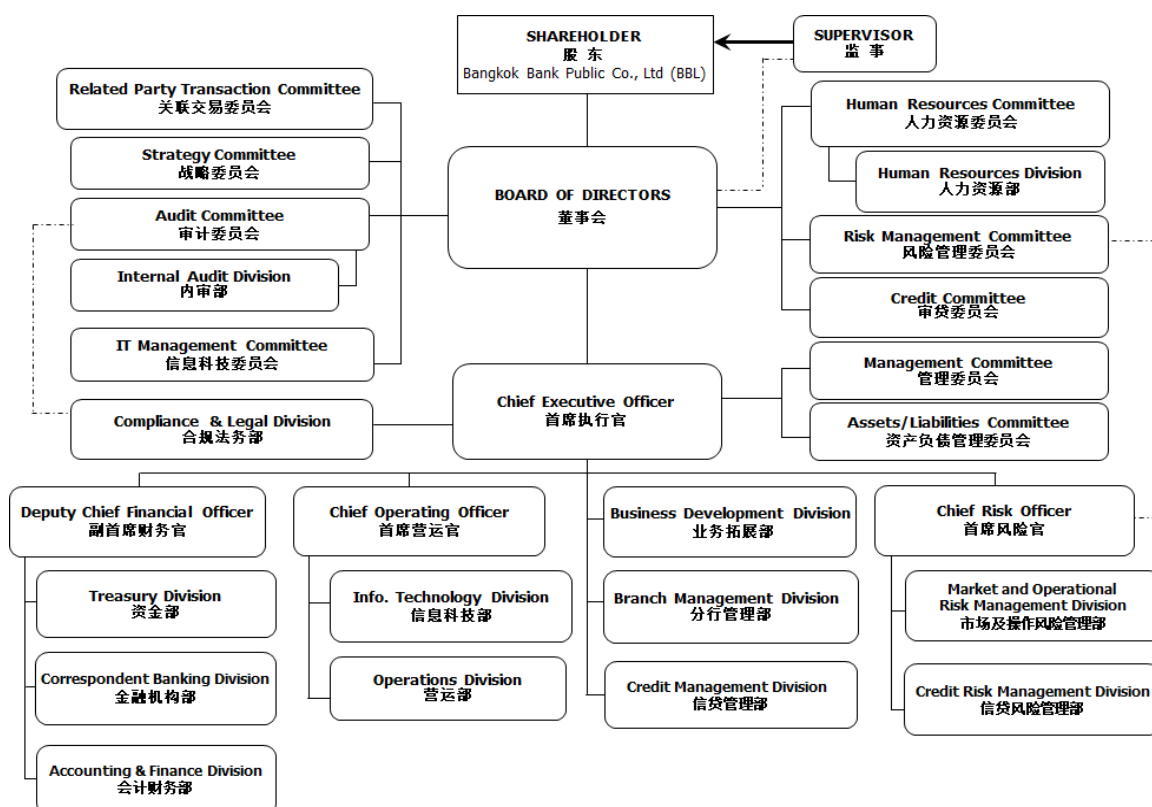 SHAREHOLDER
股 东
Bangkok Bank Public Co., Ltd (BBL)
SUPERVISOR
监 事
Related Party Transaction Committee
关联交易委员会
Strategy Committee
战略委员会
Audit Committee
审计委员会
Internal Audit Division
内审部
IT Management Committee
信息科技委员会
Compliance & Legal Division
合规法务部
BOARD OF DIRECTORS
董事会
Chief Executive Officer
首席执行官
Human Resources Committee
人力资源委员会
Human Resources Division
人力资源部
Risk Management Committee
风险管理委员会
Credit Committee
审贷委员会
Management Committee
管理委员会
Assets/Liabilities Committee
资产负债管理委员会
Deputy Chief Financial Officer
副首席财务官
Treasury Division
资金部
Correspondent Banking Division
金融机构部
Accounting & Finance Division
会计财务部
Chief Operating Officer
首席营运官
Info. Technology Division
信息科技部
Operations Division
营运部
Business Development Division
业务拓展部
Branch Management Division
分行管理部
Credit Management Division
信贷管理部
Chief Risk Officer
首席风险官
Market and Operational
Risk Management Division
市场及操作风险管理部
Credit Risk Management Division
信贷风险管理部